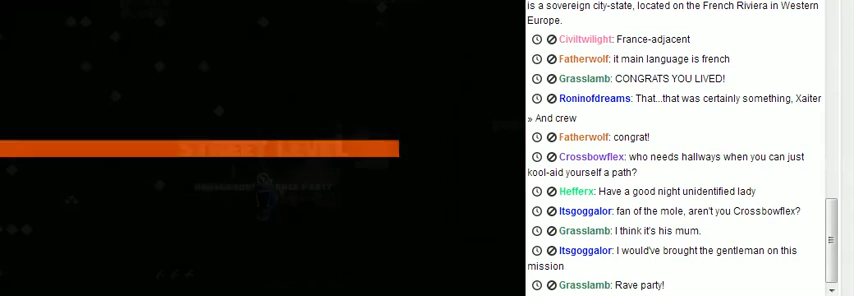 is a sovereign city-state, located on the French Riviera in Western
Europe.
Civiltwilight: France-adjacent
Fatherwolf: it main language is french
Grasslamb: CONGRATS YOU LIVED!
Roninofdreams: That...that was certainly something, Xaiter
» And crew
Fatherwolf: congrat!
Crossbowflex: who needs hallways when you can just
kool-aid yourself a path?
STREET LEVEL
Hefferx: Have a good night unidentified lady
Itsgoggalor: fan of the mole, aren't you Crossbowflex?
Grasslamb: I think it's his mum.
Itsgoggalor: I would've brought the gentleman on this
mission
Grasslamb: Rave party!